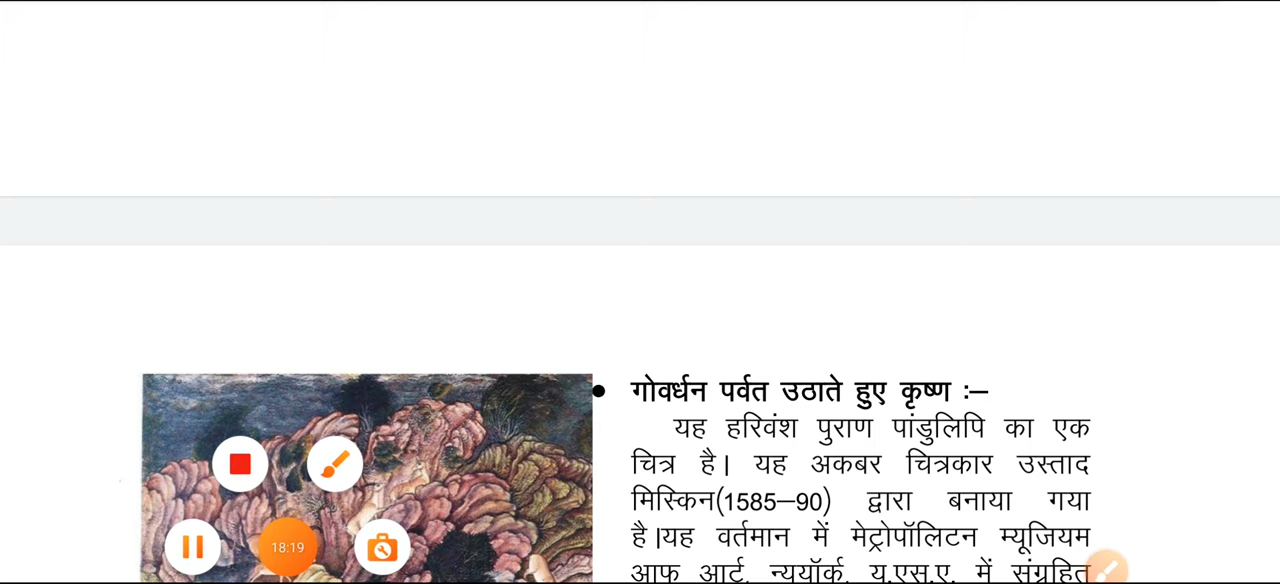 गोवर्धन पर्वत उठाते हुए कृष्ण :–
यह हरिवंश पुराण पांडुलिपि का एक
चित्र है। यह अकबर चित्रकार उस्ताद
मिस्किन(1585–90) द्वारा बनाया गया
है।यह वर्तमान में मेट्रोपॉलिटन म्यूजियम
आफ आर्ट, न्यूयॉर्क, यू.एस.ए. में संग्रहित
18:19